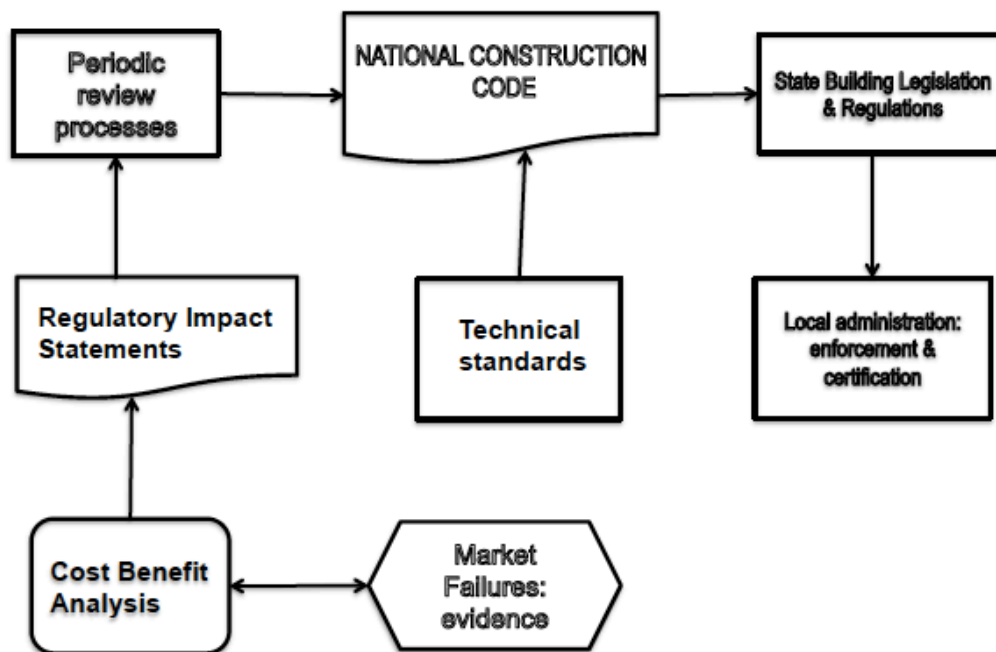 Periodic
review
processes
NATIONAL CONSTRUCTION
CODE
State Building Legislation
& Regulations
Regulatory Impact
Statements
Technical
standards
Local administration:
enforcement &
certification
Cost Benefit
Analysis
Market
Failures:
evidence